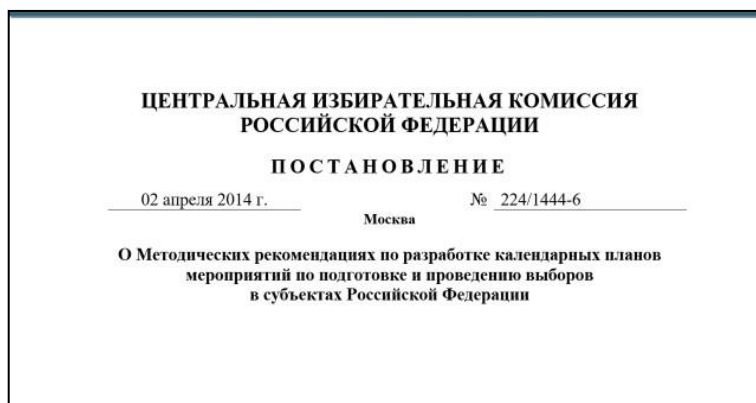 ЦЕНТРАЛЬНАЯ ИЗБИРАТЕЛЬНАЯ КОМИССИЯ
РОССИЙСКОЙ ФЕДЕРАЦИИ
ПОСТАНОВЛЕНИЕ
02 апреля 2014 г. № 224/1444-6
Москва
О Методических рекомендациях по разработке календарных планов
мероприятий по подготовке и проведению выборов
в субъектах Российской Федерации